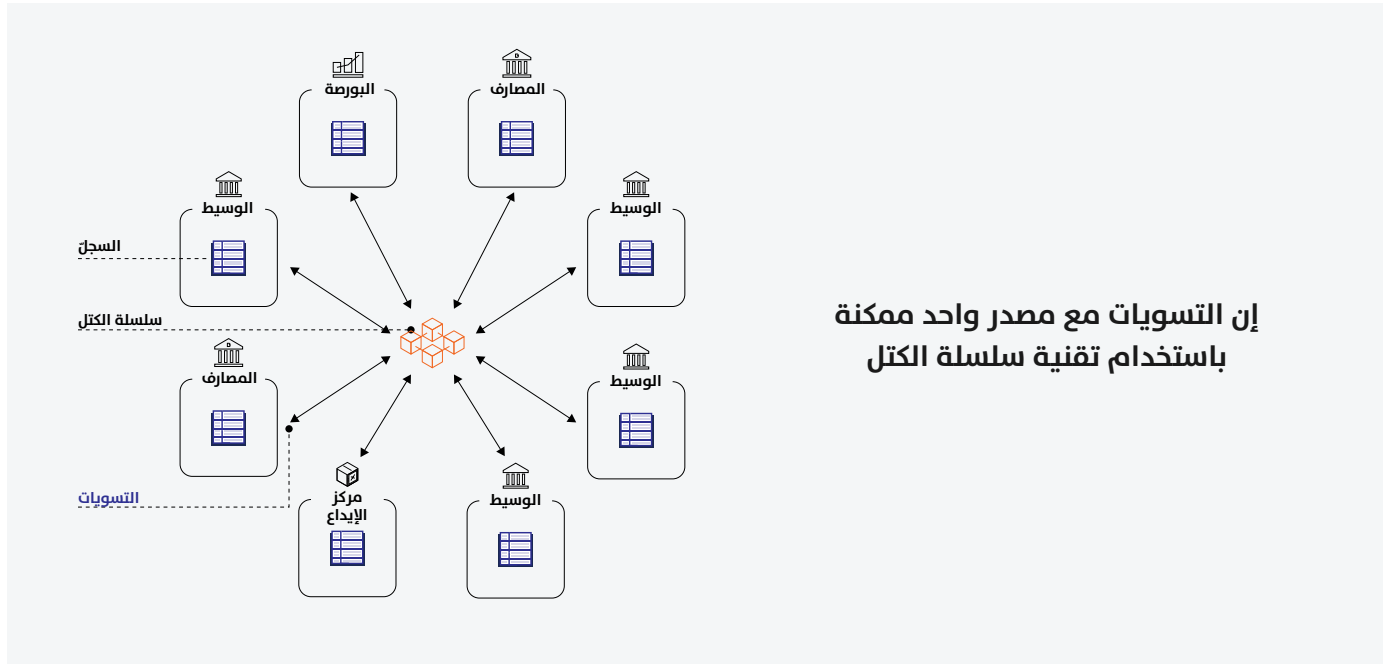 إن التسويات مع مصدر واحد ممكنة
باستخدام تقنية سلسلة الكتل
المصارف
البورصة
الوسيط
الوسيط
السجلّ
سلسلة الكتل
المصارف
الوسيط
التسويات
مركز
الإيداع
الوسيط